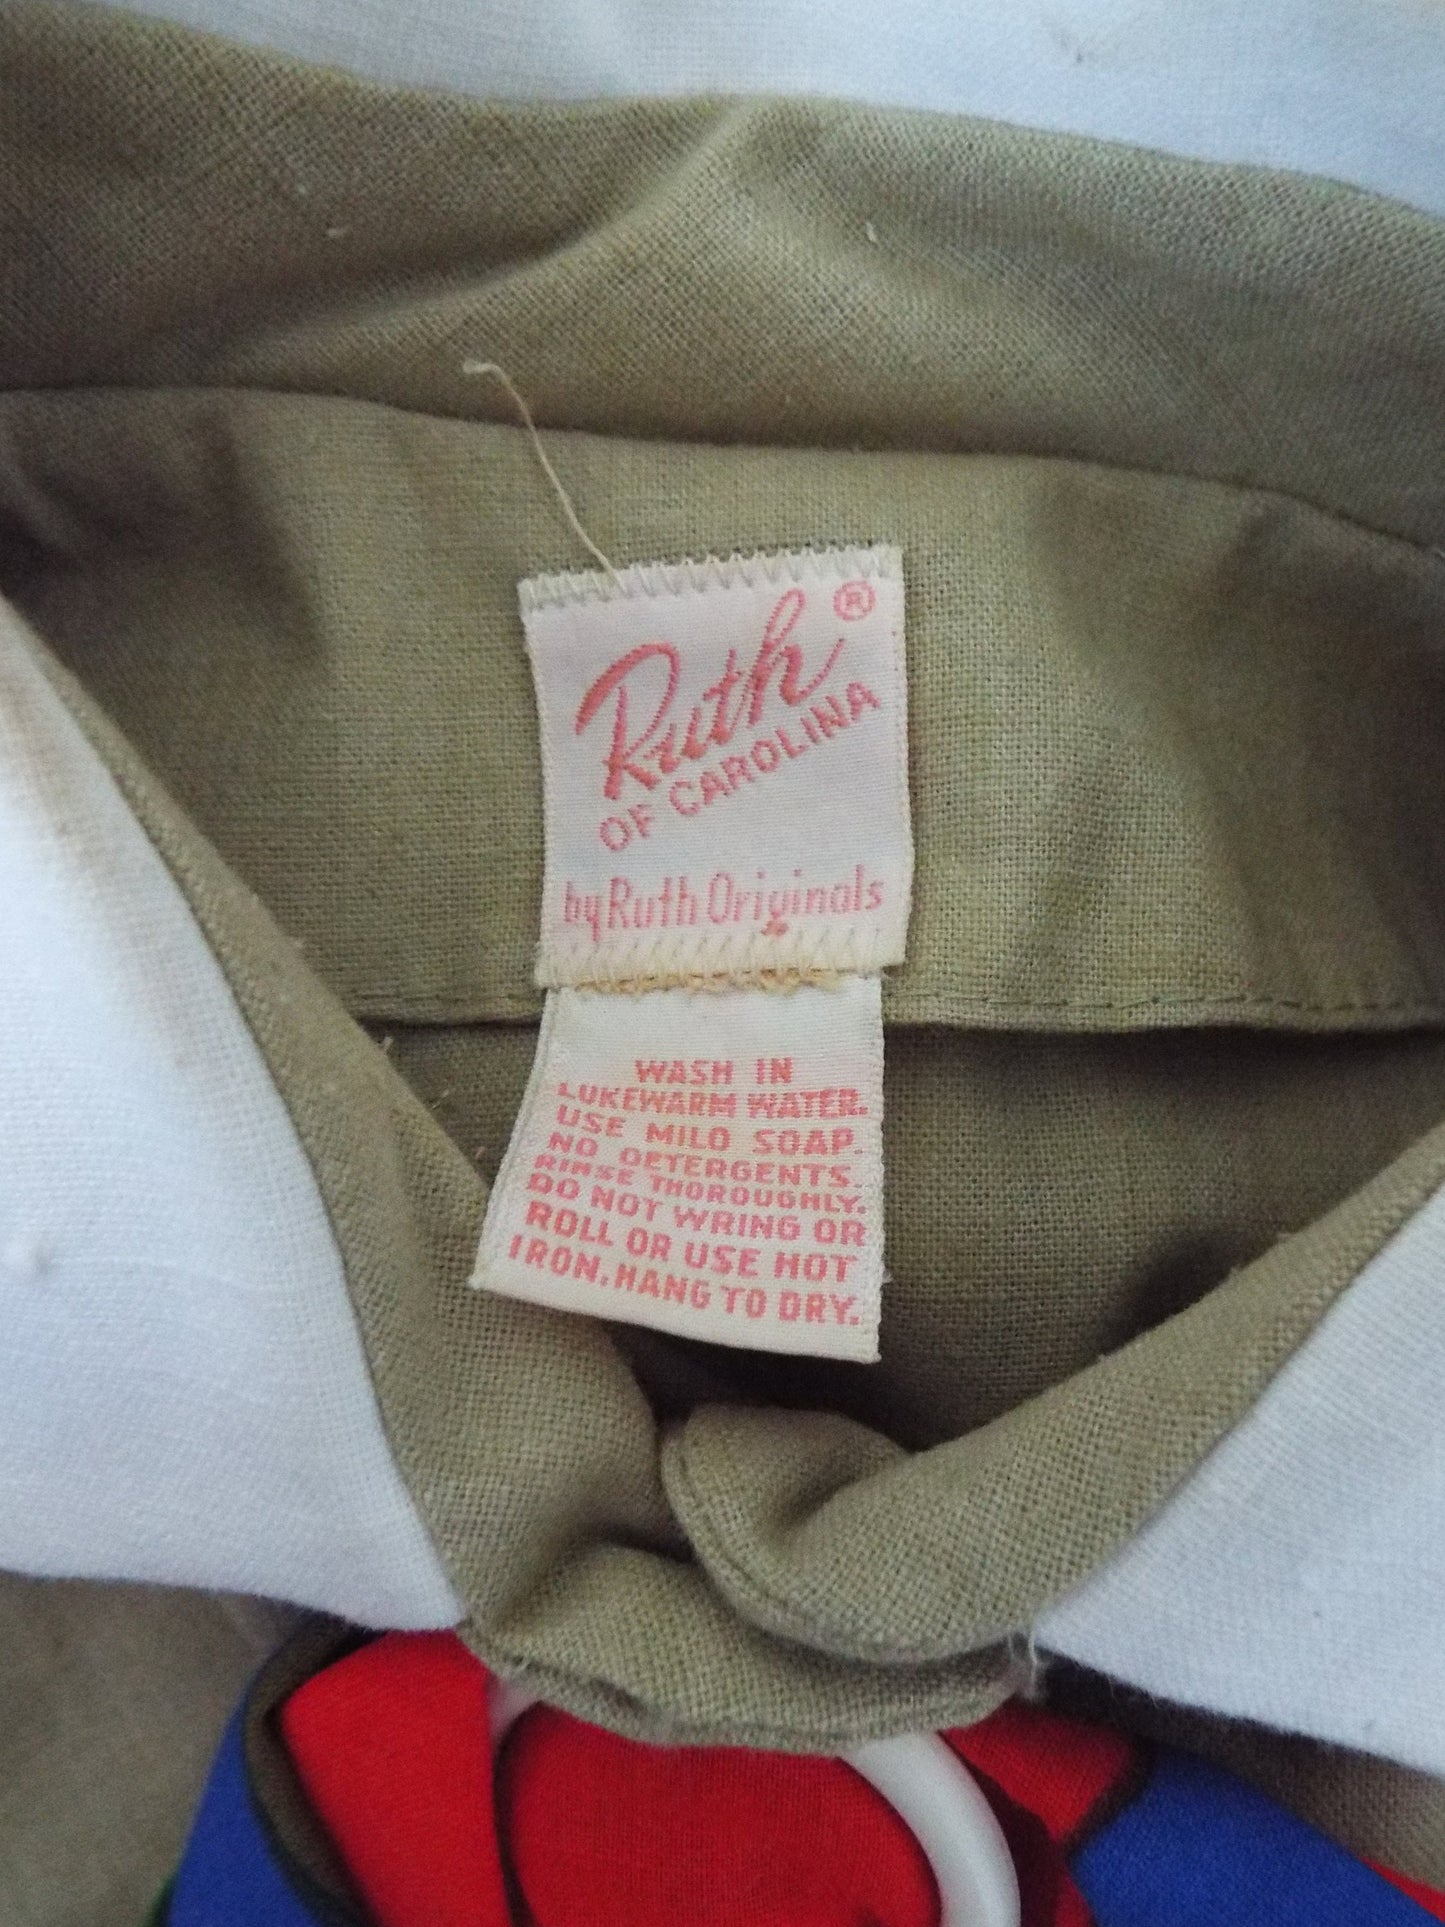 Ruth ®
OF CAROLINA
by Ruth Originals
WASH IN
LUKEWARM WATER.
USE MILD SOAP.
NO DETERGENTS.
RINSE THOROUGHLY.
DO NOT WRING OR
ROLL OR USE HOT
IRON. HANG TO DRY.